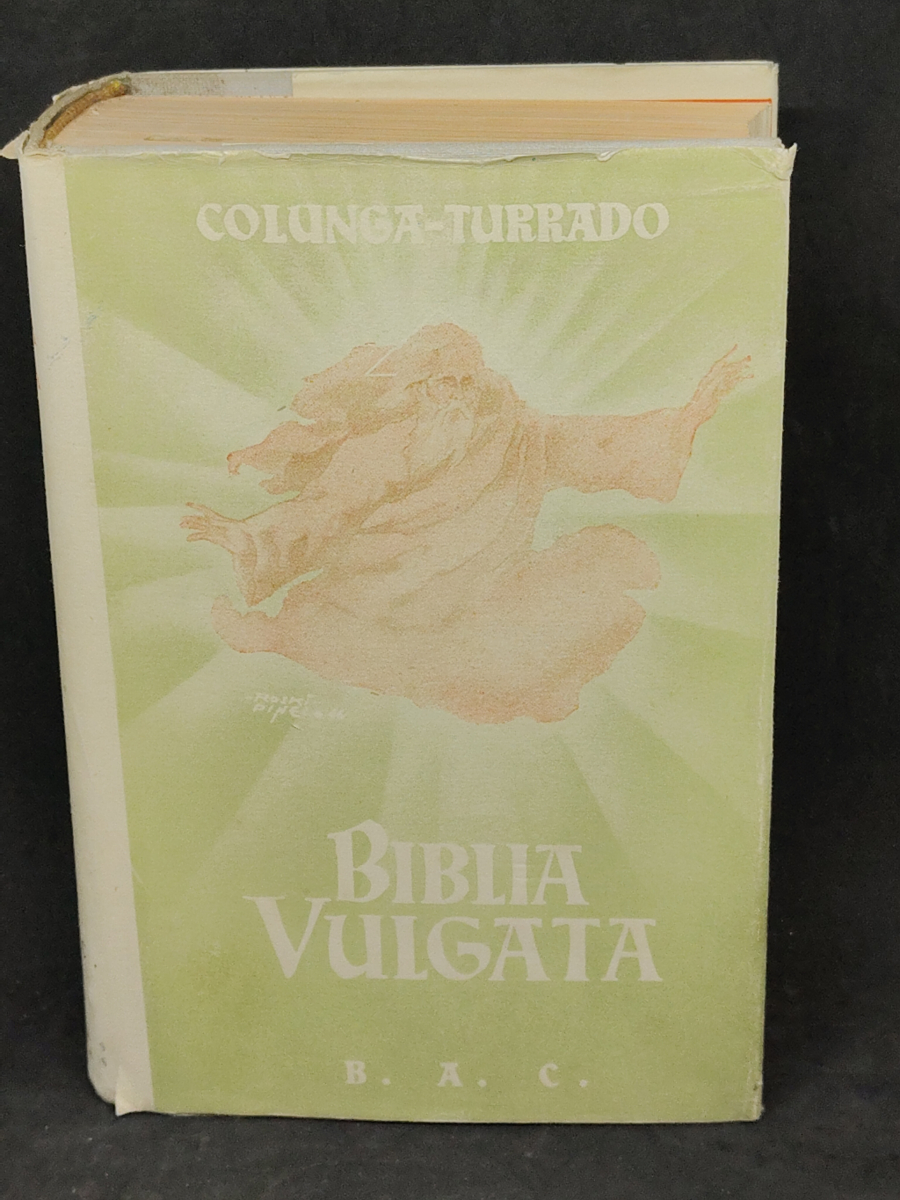 COLUNGA-TURRADO
BIBLIA
VULGATA
B. A. C.